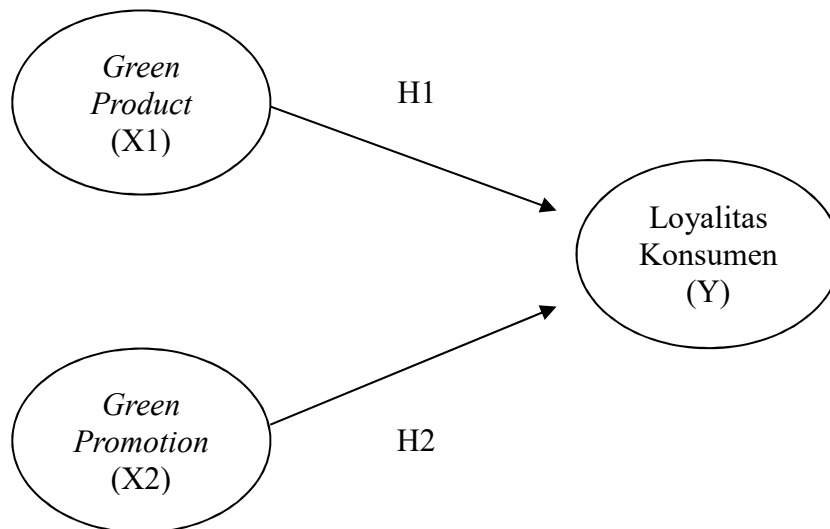 Green
Product
(X1)
H1
Loyalitas
Konsumen
(Y)
Green
Promotion
(X2)
H2